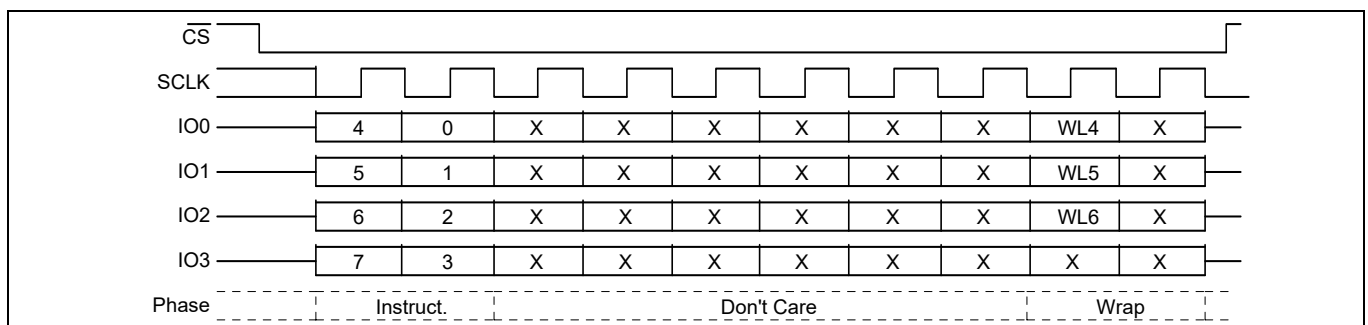 CS
SCLK
IO0 4 0 X X X X X X WL4 X
IO1 5 1 X X X X X X WL5 X
IO2 6 2 X X X X X X WL6 X
IO3 7 3 X X X X X X X X
Phase Instruct. Don't Care Wrap